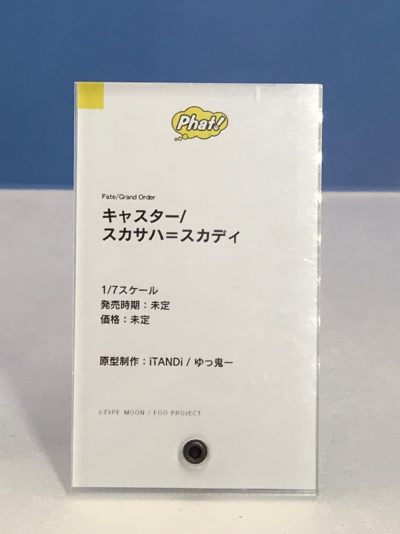 Phat!
Fate/Grand Order
キャスター/
スカサハ＝スカディ
1/7スケール
発売時期：未定
価格：未定
原型制作：iTANDi / ゆっ鬼一
©TYPE-MOON / FGO PROJECT